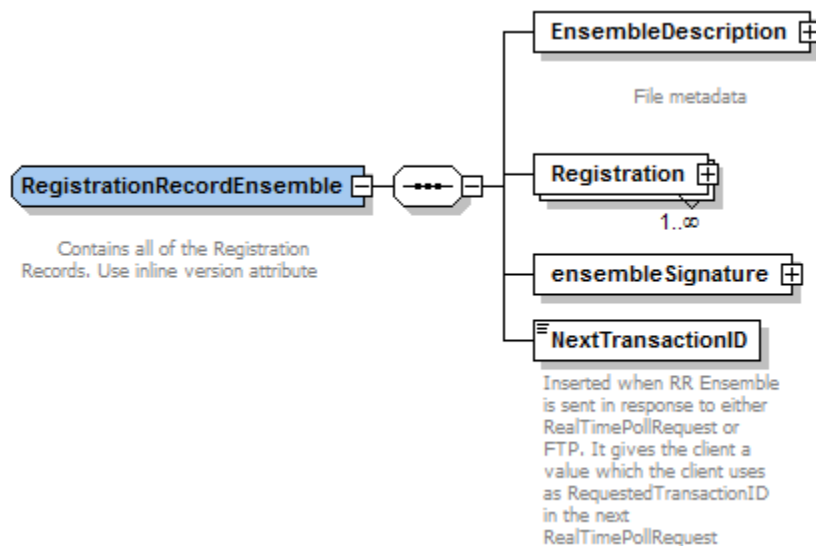 EnsembleDescription
File metadata
RegistrationRecordEnsemble
Contains all of the Registration
Records. Use inline version attribute
Registration
1..∞
ensembleSignature
NextTransactionID
Inserted when RR Ensemble
is sent in response to either
RealTimePollRequest or
FTP. It gives the client a
value which the client uses
as RequestedTransactionID
in the next
RealTimePollRequest